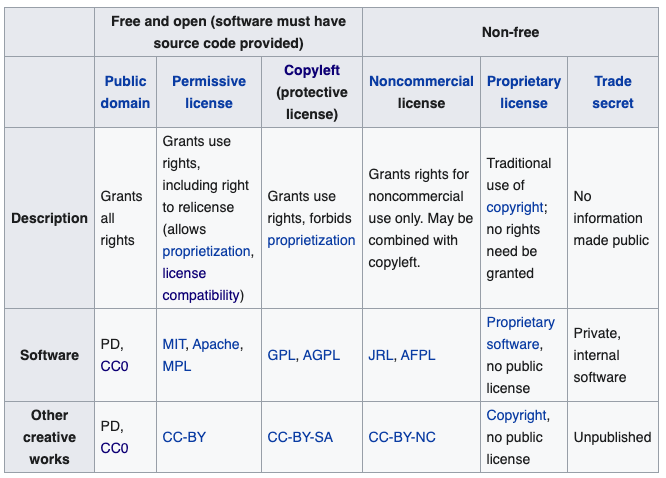 Free and open (software must have
source code provided)
Non-free
Public
domain
Permissive
license
Copyleft
(protective
license)
Noncommercial
license
Proprietary
license
Trade
secret
Description
Grants
all
rights
Grants use
rights,
including right
to relicense
(allows
proprietization,
license
compatibility)
Grants use
rights, forbids
proprietization
Grants rights for
noncommercial
use only. May be
combined with
copyleft.
Traditional
use of
copyright;
no rights
need be
granted
No
information
made public
Software
PD,
CC0
MIT, Apache,
MPL
GPL, AGPL
JRL, AFPL
Proprietary
software,
no public
license
Private,
internal
software
Other
creative
works
PD,
CC0
CC-BY
CC-BY-SA
CC-BY-NC
Copyright,
no public
license
Unpublished